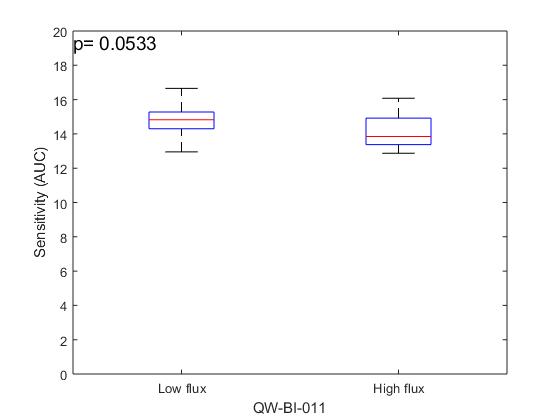 20
p= 0.0533
18
16
14
12
10
8
6
4
2
0
Sensitivity (AUC)
Low flux
High flux
QW-BI-011